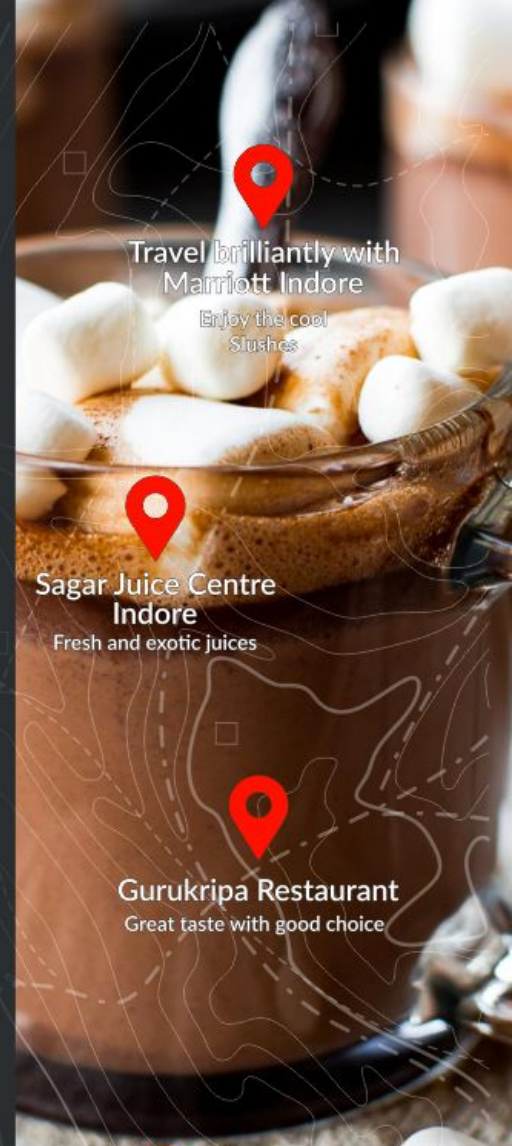 Travel brilliantly with
Marriott Indore
Enjoy the cool
Slushes
Sagar Juice Centre
Indore
Fresh and exotic juices
Gurukripa Restaurant
Great taste with good choice